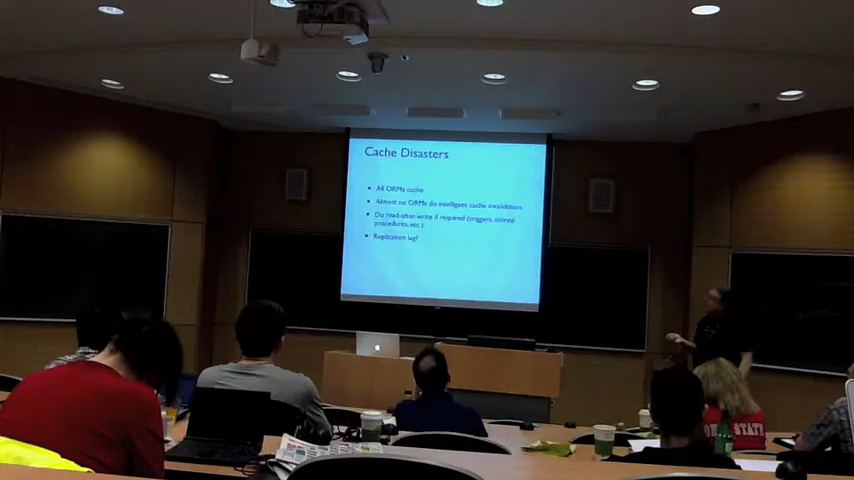 Cache Disasters
• All ORMs cache.
• Almost no ORMs do intelligent cache invalidation.
• Do read-after-write if required (triggers, stored
procedures, etc.).
• Replication lag!
STAFF